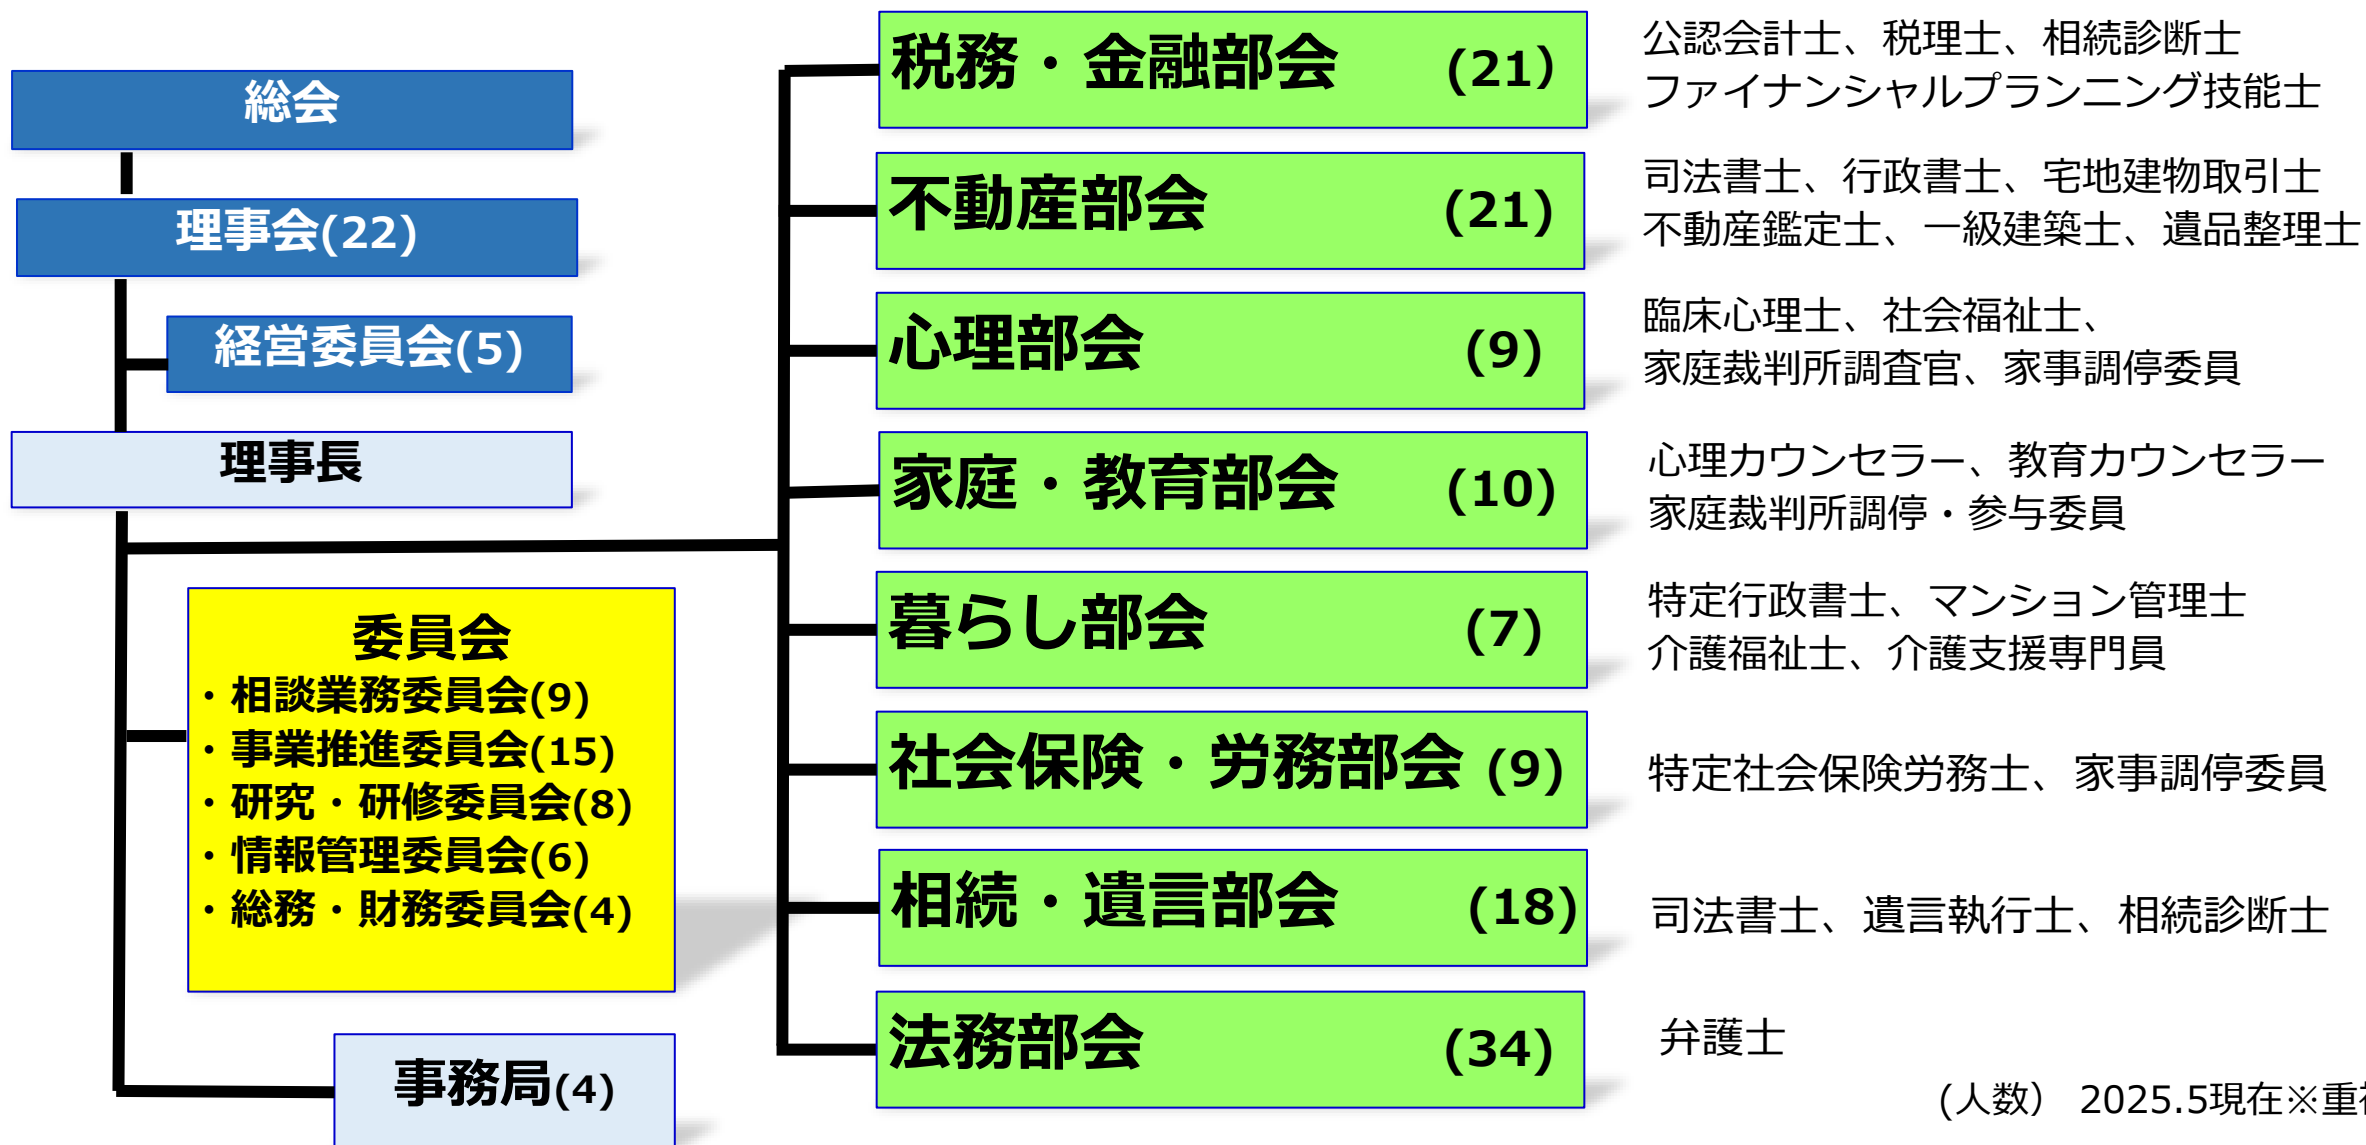 総会
理事会(22)
経営委員会(5)
理事長
委員会
・相談業務委員会(9)
・事業推進委員会(15)
・研究・研修委員会(8)
・情報管理委員会(6)
・総務・財務委員会(4)
事務局(4)
税務・金融部会 (21)
公認会計士、税理士、相続診断士
ファイナンシャルプランニング技能士
不動産部会 (21)
司法書士、行政書士、宅地建物取引士
不動産鑑定士、一級建築士、遺品整理士
心理部会 (9)
臨床心理士、社会福祉士、
家庭裁判所調査官、家事調停委員
家庭・教育部会 (10)
心理カウンセラー、教育カウンセラー
家庭裁判所調停・参与委員
暮らし部会 (7)
特定行政書士、マンション管理士
介護福祉士、介護支援専門員
社会保険・労務部会 (9)
特定社会保険労務士、家事調停委員
相続・遺言部会 (18)
司法書士、遺言執行士、相続診断士
法務部会 (34)
弁護士
(人数） 2025.5現在※重